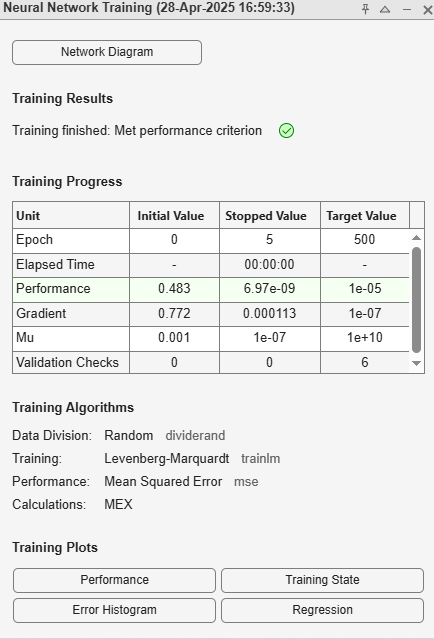 Neural Network Training (28-Apr-2025 16:59:33)
Network Diagram
Training Results
Training finished: Met performance criterion
Training Progress
Unit Initial Value Stopped Value Target Value
Epoch 0 5 500
Elapsed Time - 00:00:00 -
Performance 0.483 6.97e-09 1e-05
Gradient 0.772 0.000113 1e-07
Mu 0.001 1e-07 1e+10
Validation Checks 0 0 6
Training Algorithms
Data Division: Random dividerand
Training: Levenberg-Marquardt trainlm
Performance: Mean Squared Error mse
Calculations: MEX
Training Plots
Performance Training State
Error Histogram Regression